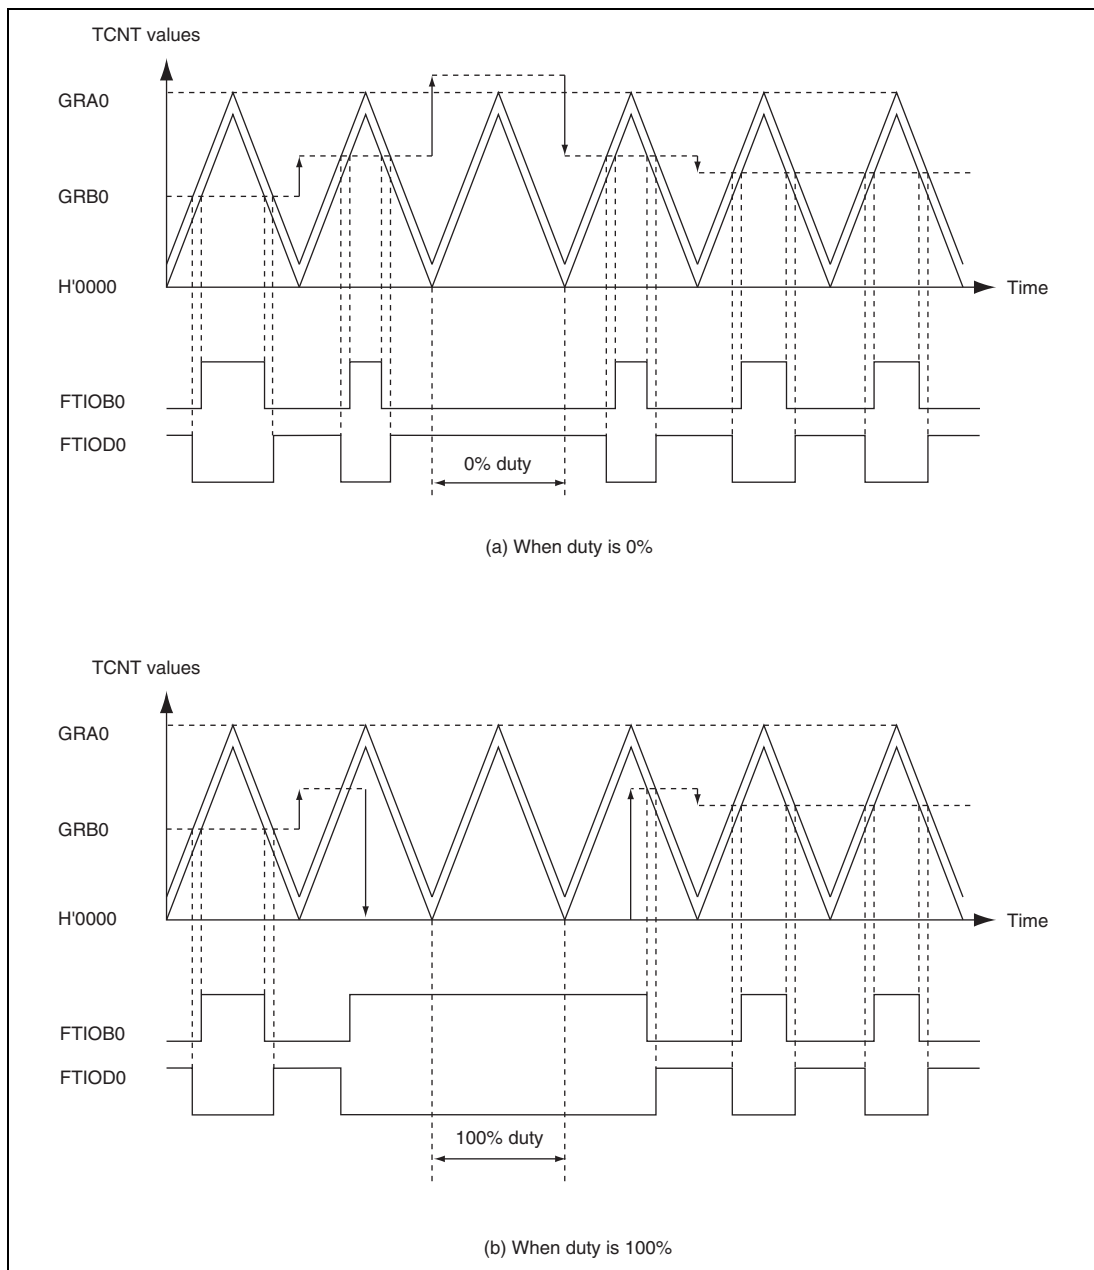 TCNT values
GRA0
GRB0
H'0000
Time
FTIOB0
FTIOD0
0% duty
(a) When duty is 0%
TCNT values
GRA0
GRB0
H'0000
Time
FTIOB0
FTIOD0
100% duty
(b) When duty is 100%